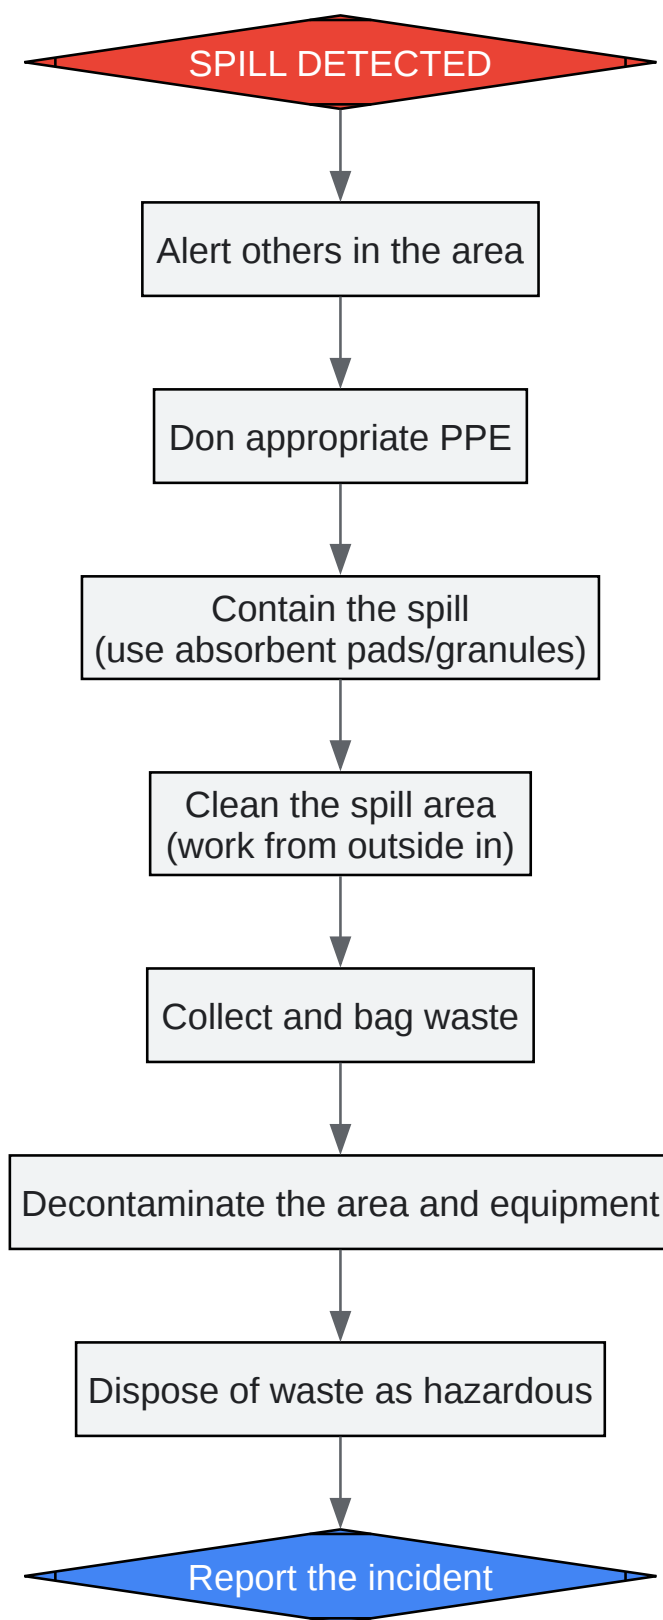 SPILL DETECTED
Alert others in the area
Don appropriate PPE
Contain the spill
(use absorbent pads/granules)
Clean the spill area
(work from outside in)
Collect and bag waste
Decontaminate the area and equipment
Dispose of waste as hazardous
Report the incident